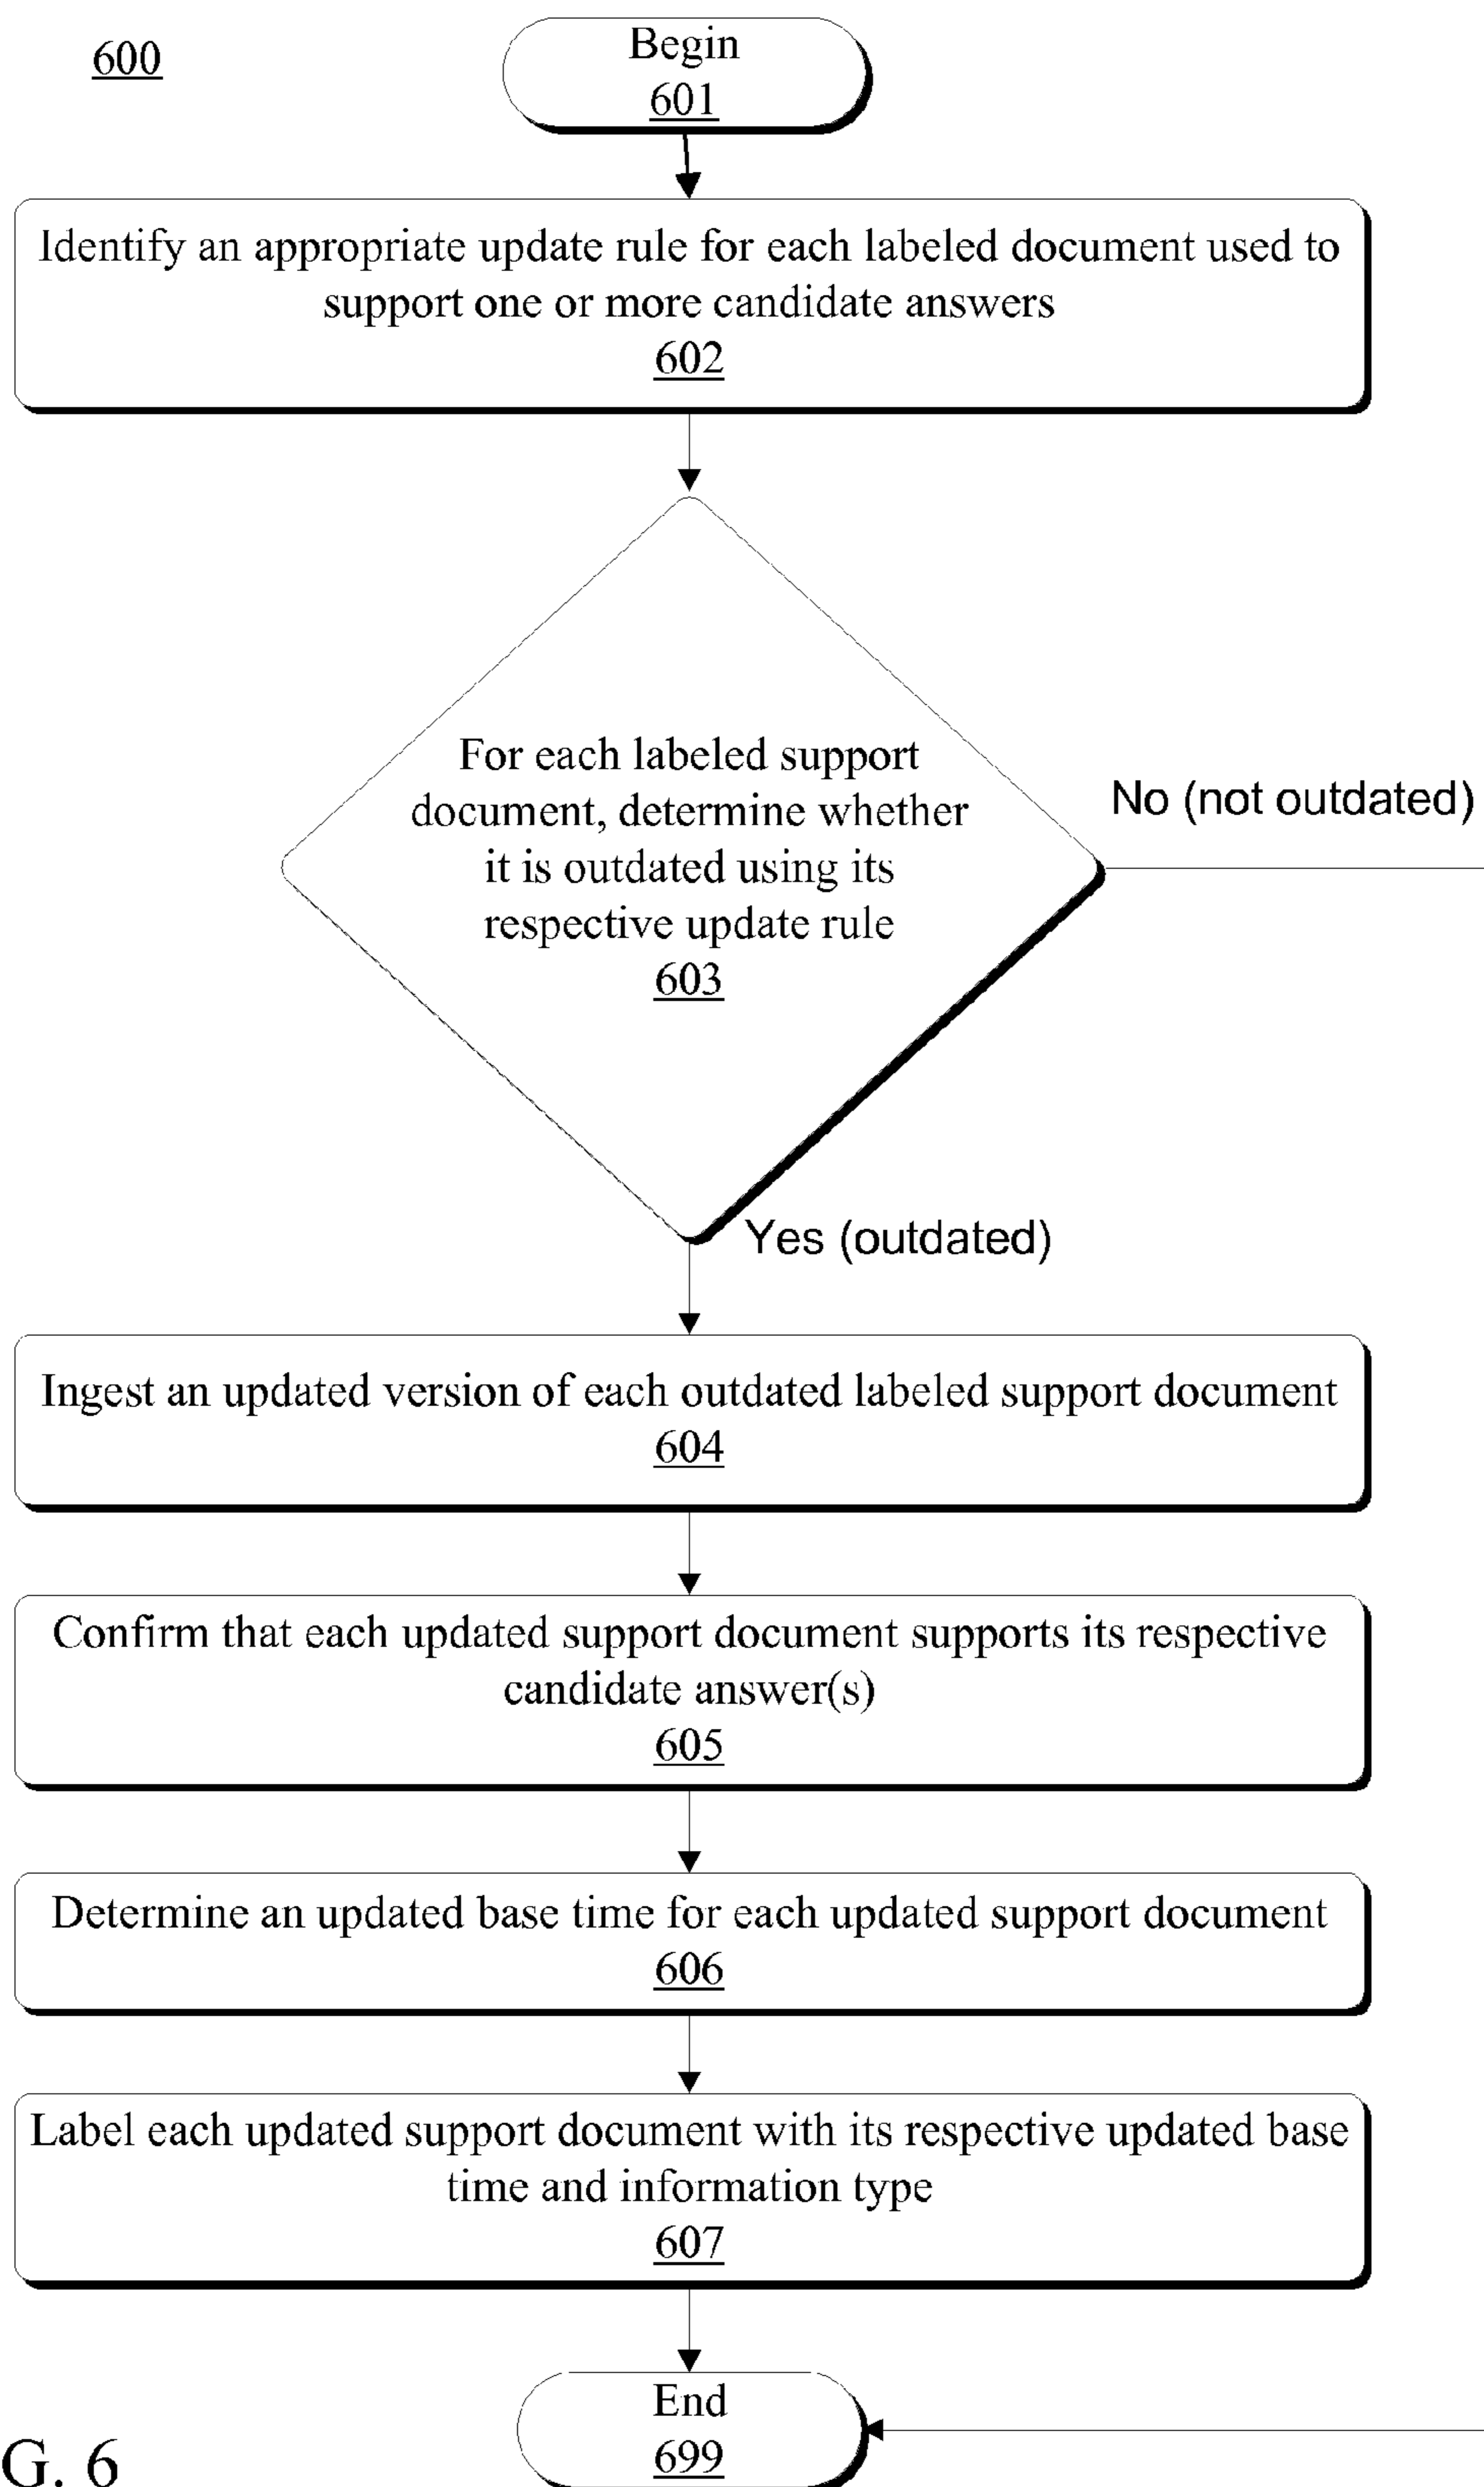 600
Begin
601
Identify an appropriate update rule for each labeled document used to
support one or more candidate answers
602
For each labeled support
document, determine whether
it is outdated using its
respective update rule
603
No (not outdated)
Yes (outdated)
Ingest an updated version of each outdated labeled support document
604
Confirm that each updated support document supports its respective
candidate answer(s)
605
Determine an updated base time for each updated support document
606
Label each updated support document with its respective updated base
time and information type
607
End
699
G. 6